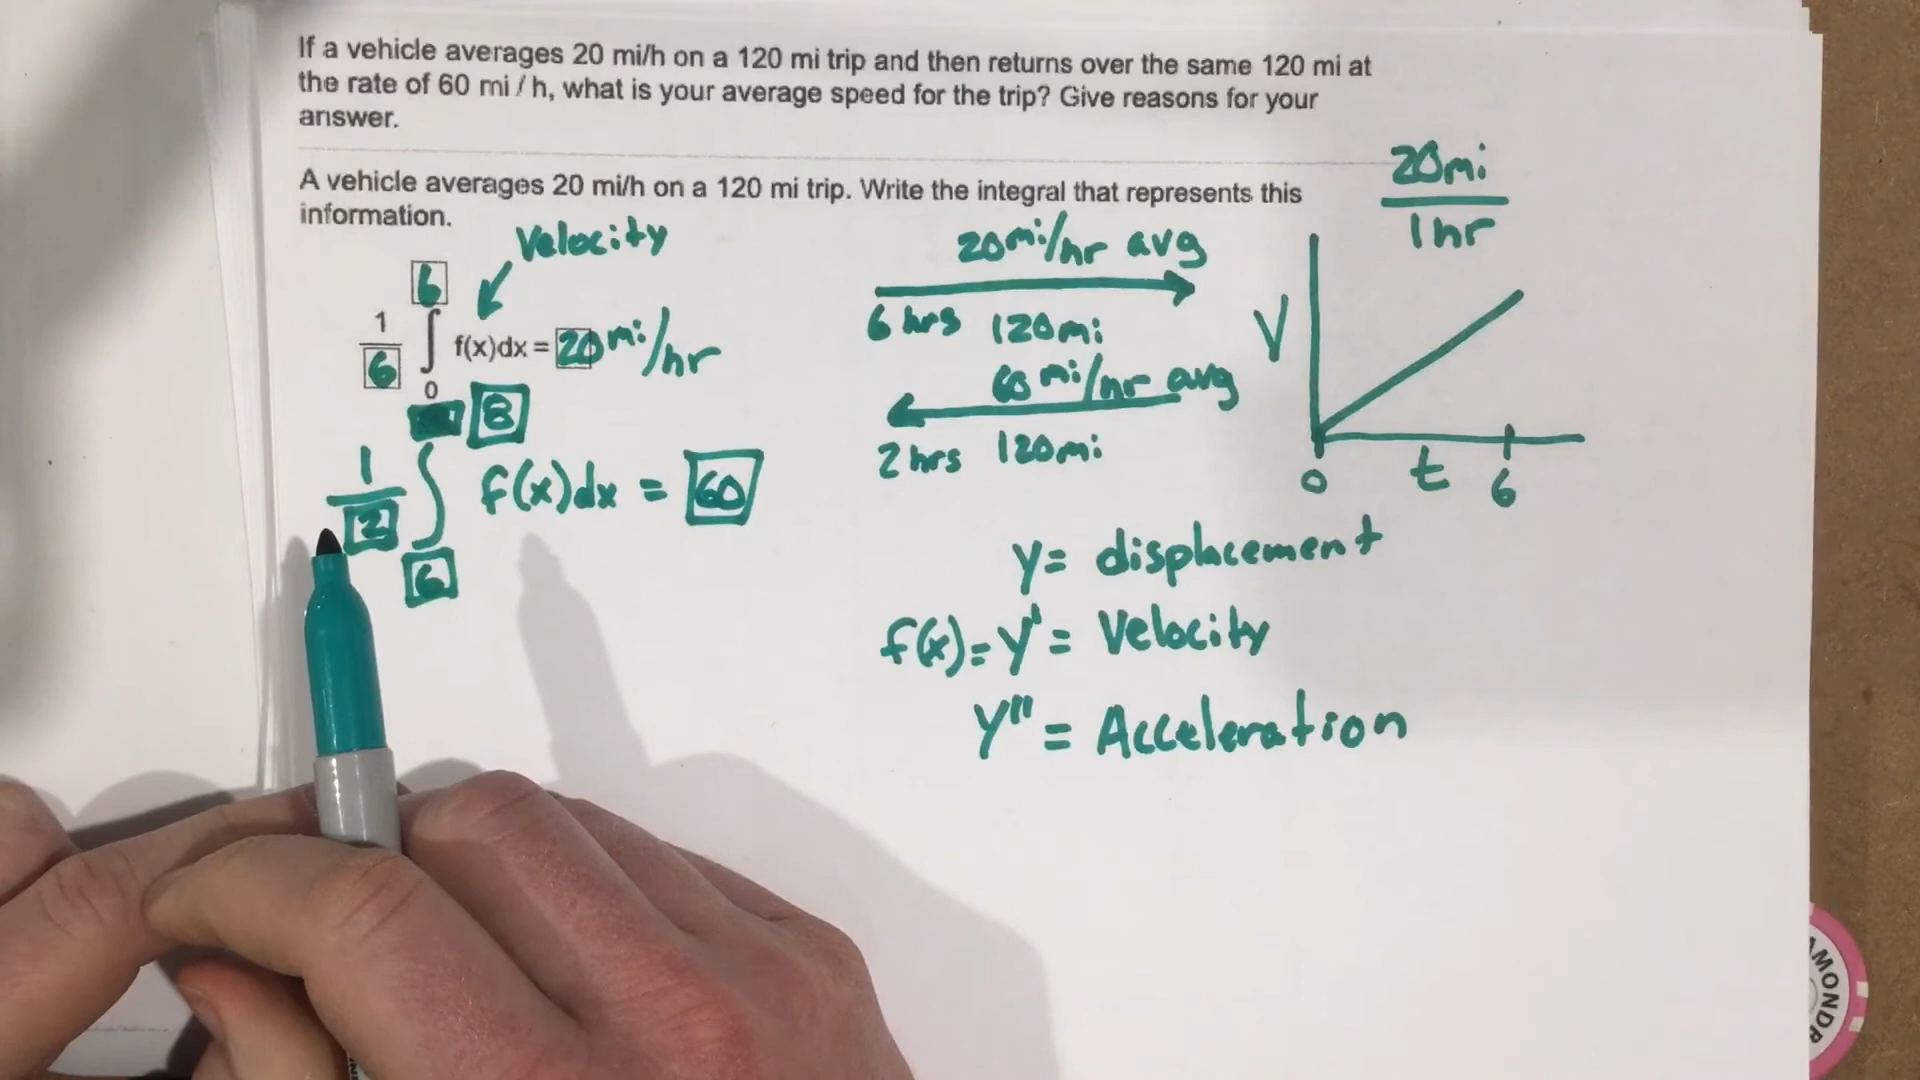 If a vehicle averages 20 mi/h on a 120 mi trip and then returns over the same 120 mi at
the rate of 60 mi / h, what is your average speed for the trip? Give reasons for your
answer.
A vehicle averages 20 mi/h on a 120 mi trip. Write the integral that represents this
information.
Velocity
6
1
6
∫
0
f(x)dx = 20 mi/hr
8
1
2
∫
6
f(x)dx = 60
20mi/hr avg
6 hrs 120mi
60 mi/hr avg
2 hrs 120mi
20mi
1hr
V
0 t 6
y = displacement
f(x) = y' = Velocity
y" = Acceleration